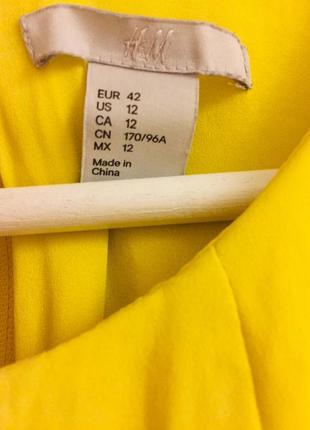 H&M
EUR 42
US 12
CA 12
CN 170/96A
MX 12
Made in
China